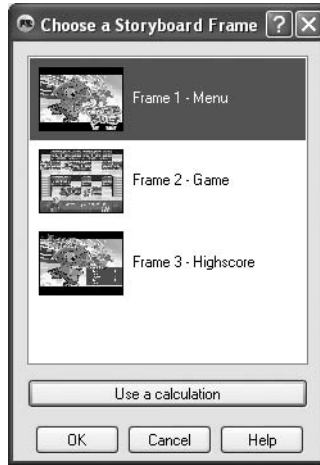 Choose a Storyboard Frame
Frame 1 - Menu
Frame 2 - Game
Frame 3 - Highscore
Use a calculation
OK Cancel Help